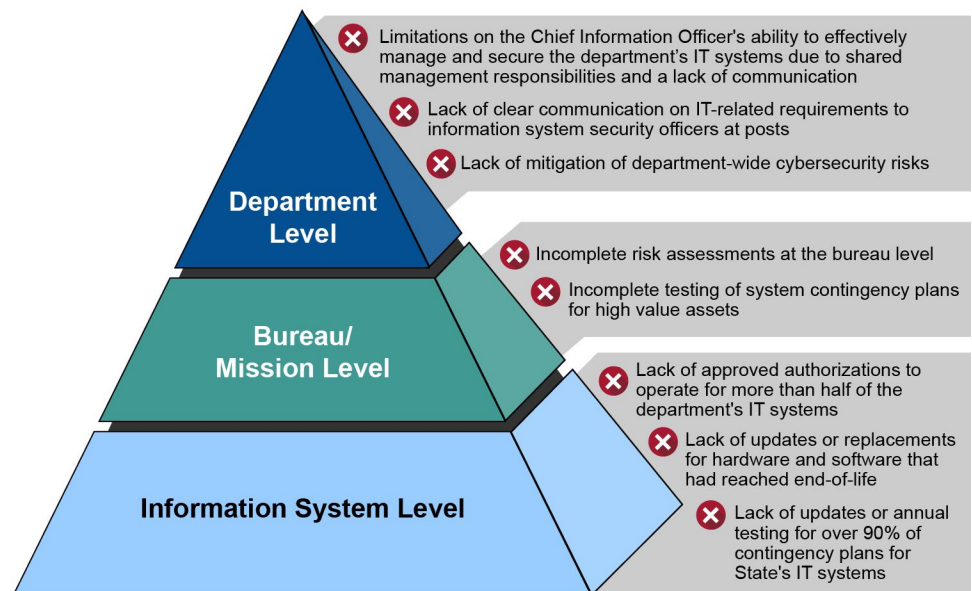 Limitations on the Chief Information Officer's ability to effectively
manage and secure the department's IT systems due to shared
management responsibilities and a lack of communication
Lack of clear communication on IT-related requirements to
information system security officers at posts
Lack of mitigation of department-wide cybersecurity risks
Department
Level
Incomplete risk assessments at the bureau level
Incomplete testing of system contingency plans
for high value assets
Bureau/
Mission Level
Lack of approved authorizations to
operate for more than half of the
department's IT systems
Lack of updates or replacements
for hardware and software that
had reached end-of-life
Lack of updates or annual
testing for over 90% of
contingency plans for
State's IT systems
Information System Level